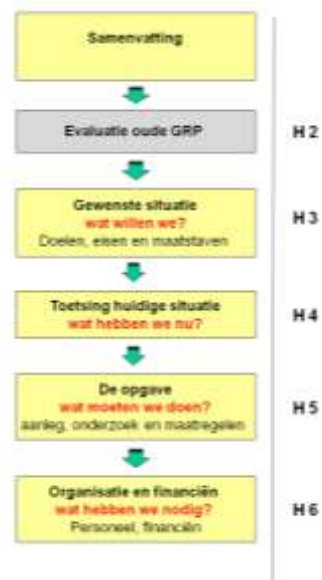 Samenvatting
Evaluatie oude GRP
H 2
Gewenste situatie
wat willen we?
Doelen, eisen en maatstaven
H 3
Toetsing huidige situatie
wat hebben we nu?
H 4
De opgave
wat moeten we doen?
aanleg, onderzoek en maatregelen
H 5
Organisatie en financiën
wat hebben we nodig?
Personeel, financiën
H 6